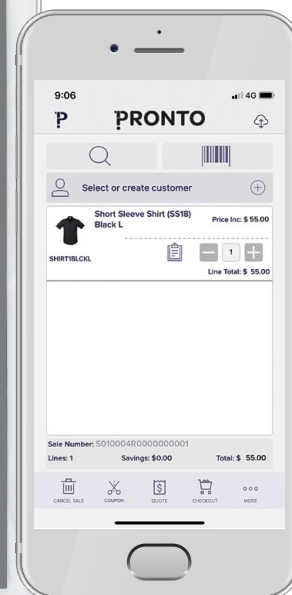 9:06 4G
P PRONTO
Select or create customer
Short Sleeve Shirt (SS18) Price Inc: $ 55.00
Black L
SHIRT1BLCKL 1
Line Total: $ 55.00
Sale Number: S010004R0000000001
Lines: 1 Savings: $0.00 Total: $ 55.00
CANCEL SALE COUPON QUOTE CHECKOUT MORE